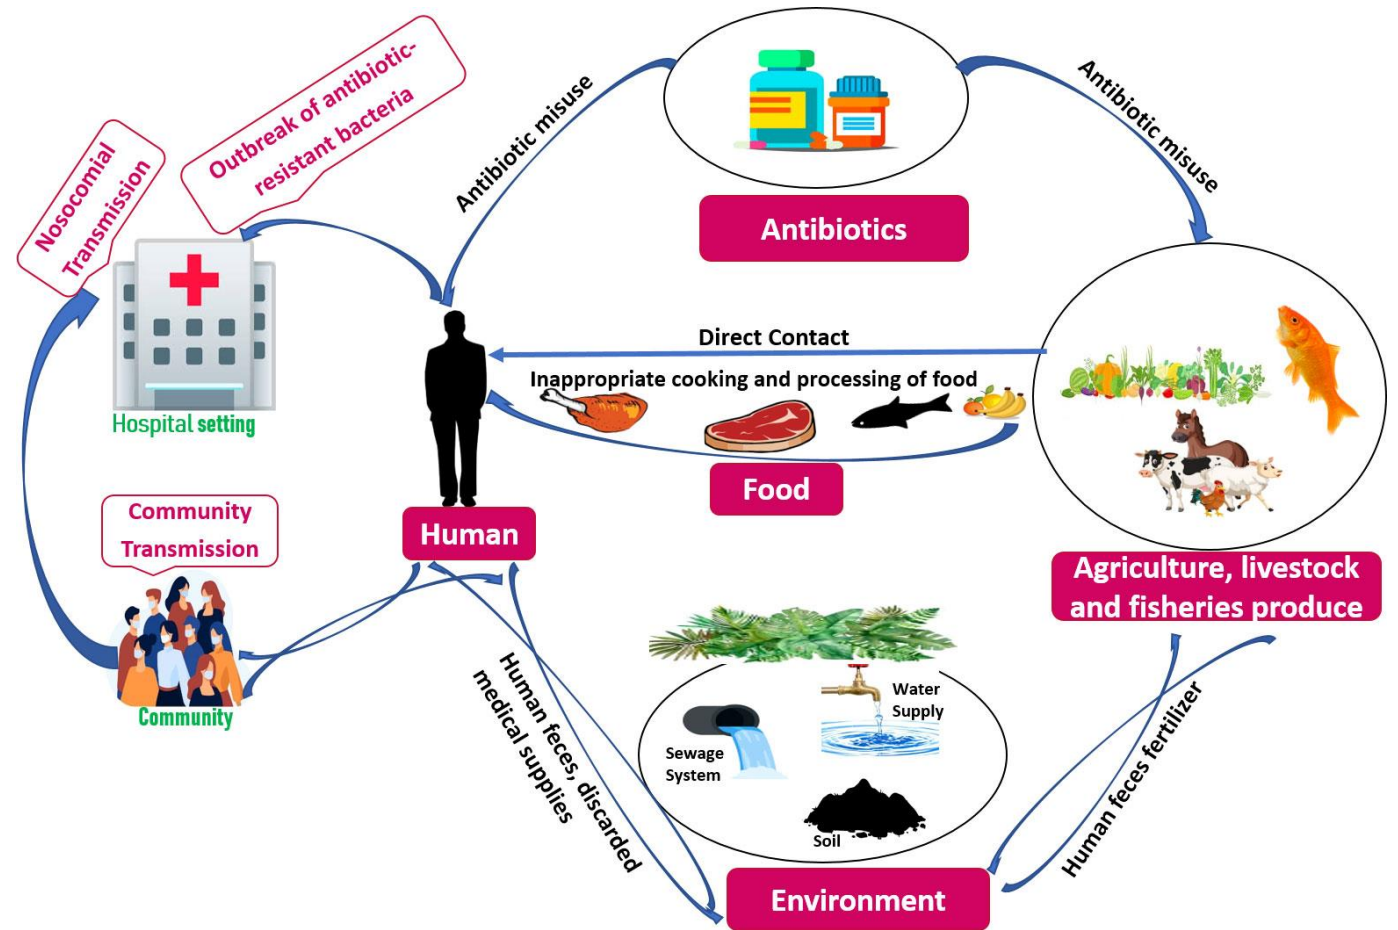 Outbreak of antibiotic-
resistant bacteria
Nosocomial
Transmission
Antibiotic misuse
Antibiotic misuse
Antibiotics
Hospital setting
Direct Contact
Inappropriate cooking and processing of food
Food
Community
Transmission
Community
Human
Agriculture, livestock
and fisheries produce
Human feces, discarded
medical supplies
Water
Supply
Sewage
System
Soil
Human feces fertilizer
Environment